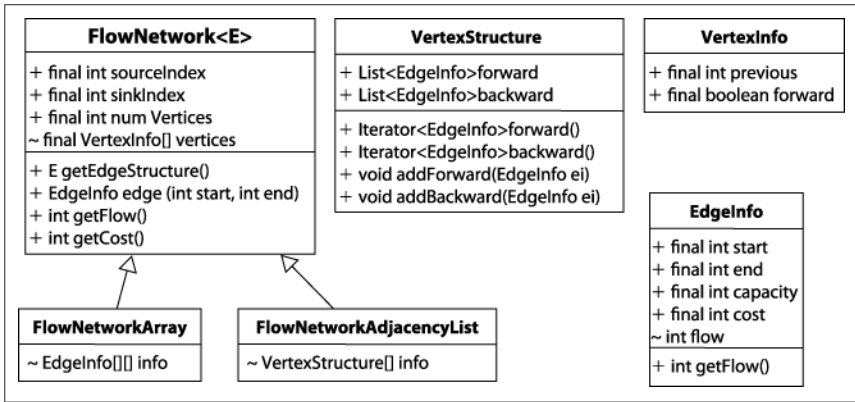 FlowNetwork<E>
+ final int sourceIndex
+ final int sinkIndex
+ final int num Vertices
~ final VertexInfo[] vertices
+ E getEdgeStructure()
+ EdgeInfo edge (int start, int end)
+ int getFlow()
+ int getCost()
VertexStructure
+ List<EdgeInfo>forward
+ List<EdgeInfo>backward
+ Iterator<EdgeInfo>forward()
+ Iterator<EdgeInfo>backward()
+ void addForward(EdgeInfo ei)
+ void addBackward(EdgeInfo ei)
VertexInfo
+ final int previous
+ final boolean forward
EdgeInfo
+ final int start
+ final int end
+ final int capacity
+ final int cost
~ int flow
+ int getFlow()
FlowNetworkArray
~ EdgeInfo[][] info
FlowNetworkAdjacencyList
~ VertexStructure[] info